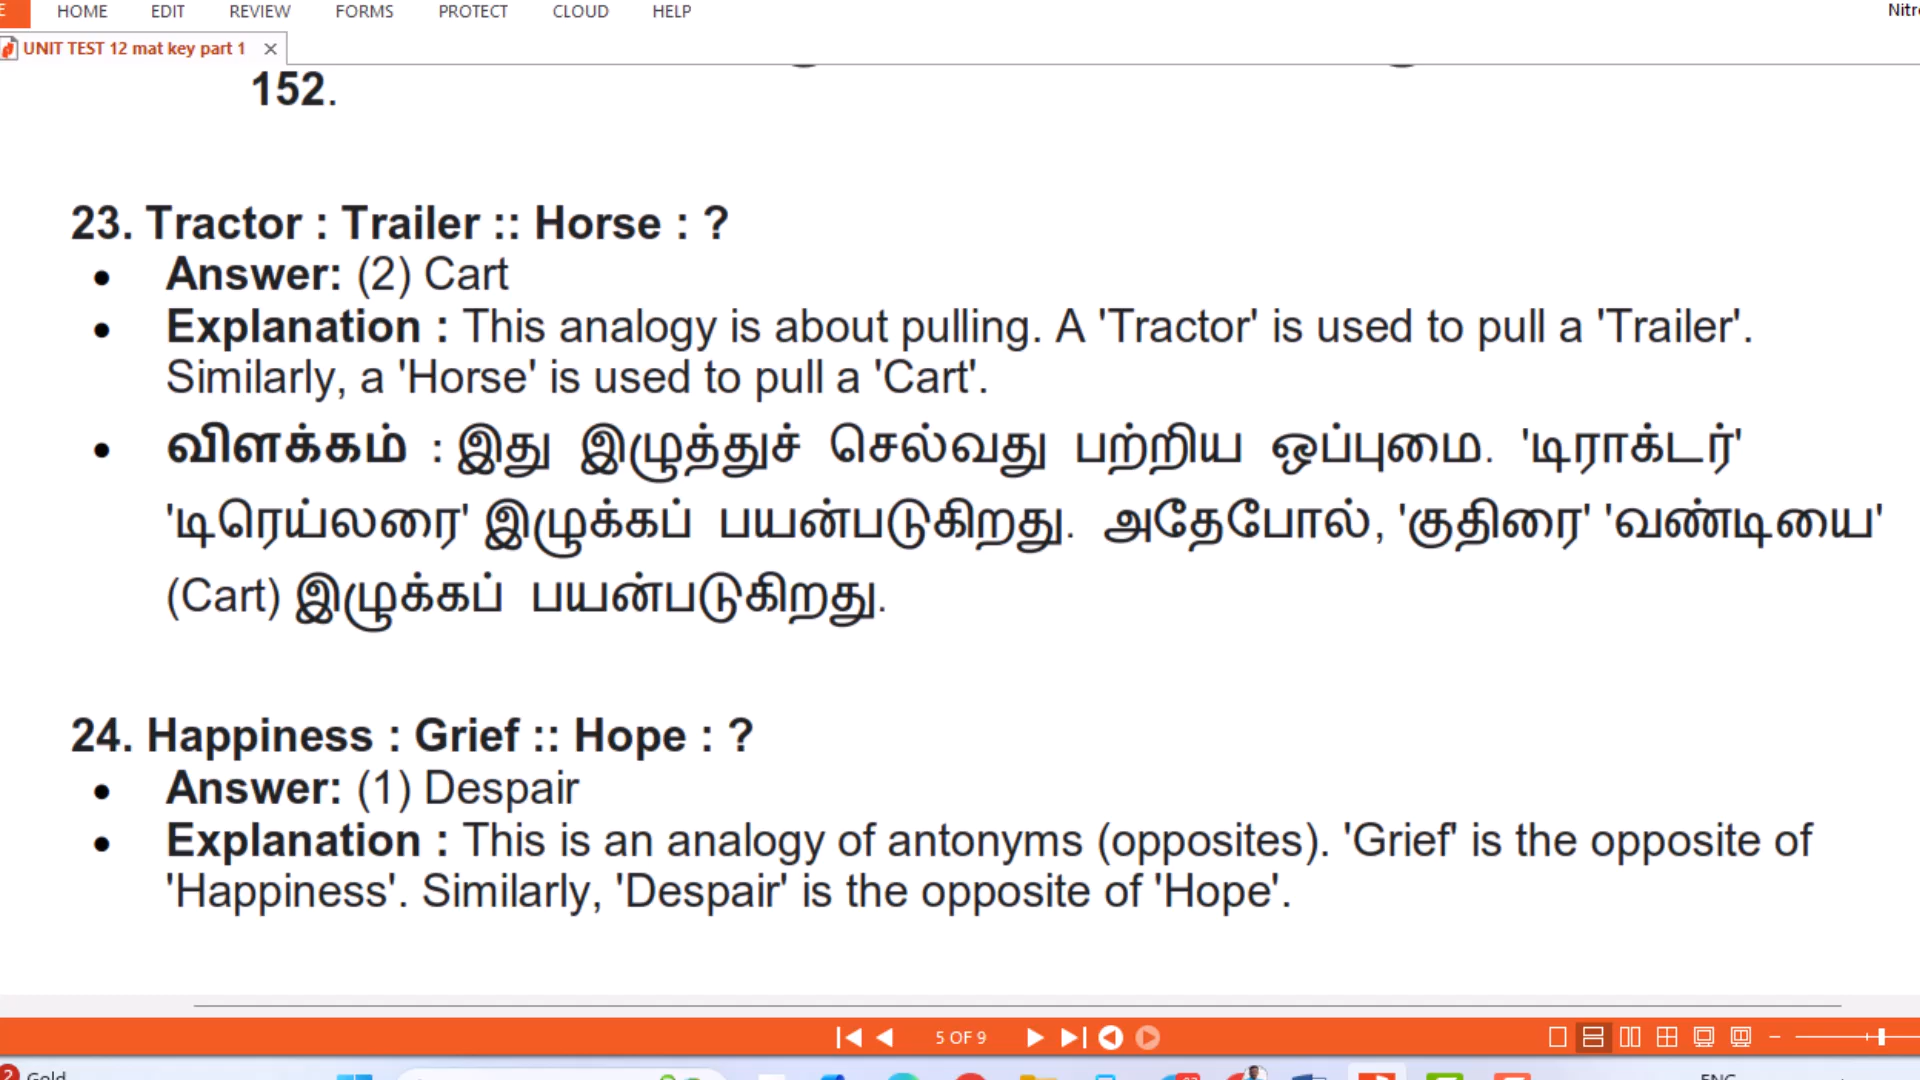 HOME EDIT REVIEW FORMS PROTECT CLOUD HELP
UNIT TEST 12 mat key part 1
152.
23. Tractor : Trailer :: Horse : ?
• Answer: (2) Cart
• Explanation : This analogy is about pulling. A 'Tractor' is used to pull a 'Trailer'.
Similarly, a 'Horse' is used to pull a 'Cart'.
• விளக்கம் : இது இழுத்துச் செல்வது பற்றிய ஒப்புமை. 'டிராக்டர்'
'டிரெய்லரை' இழுக்கப் பயன்படுகிறது. அதேபோல், 'குதிரை' 'வண்டியை'
(Cart) இழுக்கப் பயன்படுகிறது.
24. Happiness : Grief :: Hope : ?
• Answer: (1) Despair
• Explanation : This is an analogy of antonyms (opposites). 'Grief' is the opposite of
'Happiness'. Similarly, 'Despair' is the opposite of 'Hope'.
5 OF 9
2 Gold
ENG